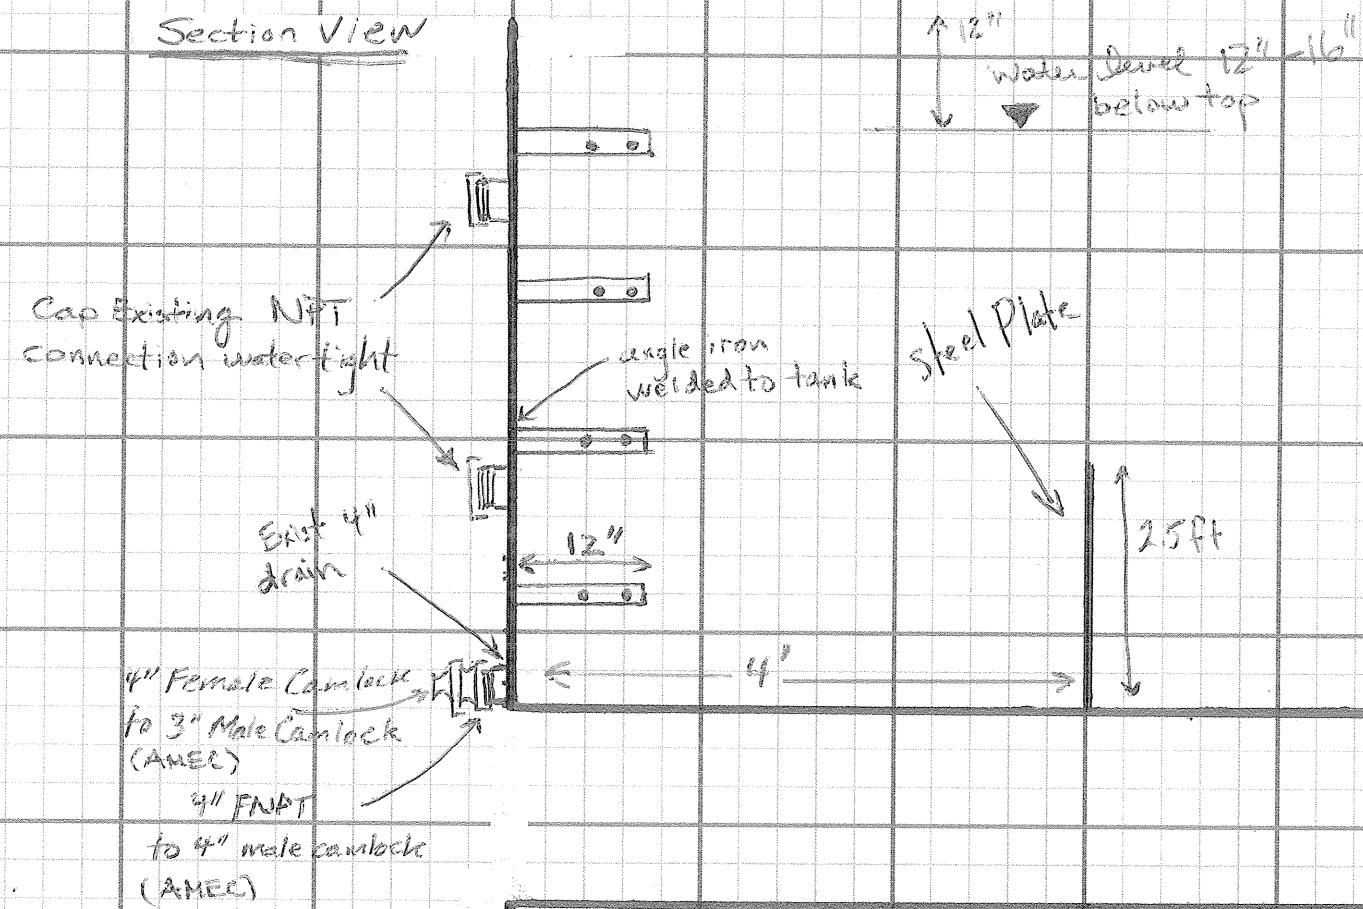 Section View
12"
Water level 12"-16"
below top
Cap Existing NPT
connection watertight
angle iron
welded to tank
Steel Plate
Exist 4"
drain
12"
2.5ft
4'
4" Female Camlock
to 3" Male Camlock
(AMEC)
4" FNPT
to 4" male camlock
(AMEC)